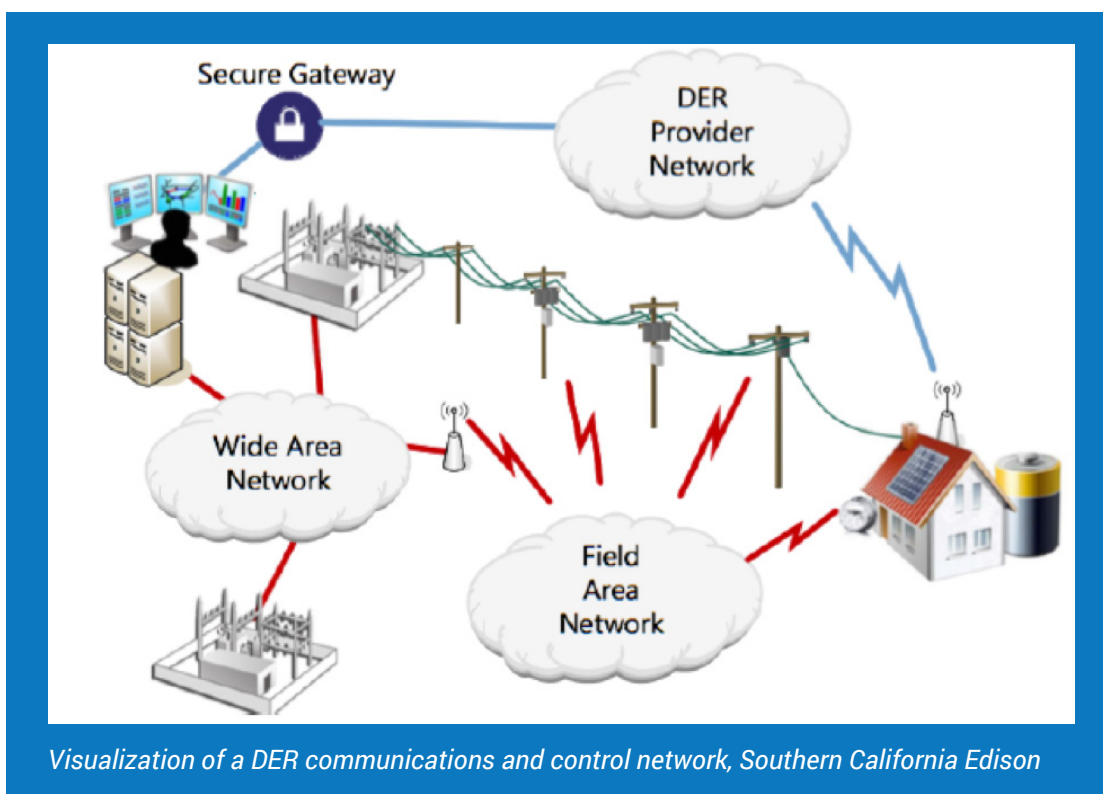 Secure Gateway
DER
Provider
Network
Wide Area
Network
Field
Area
Network
Visualization of a DER communications and control network, Southern California Edison